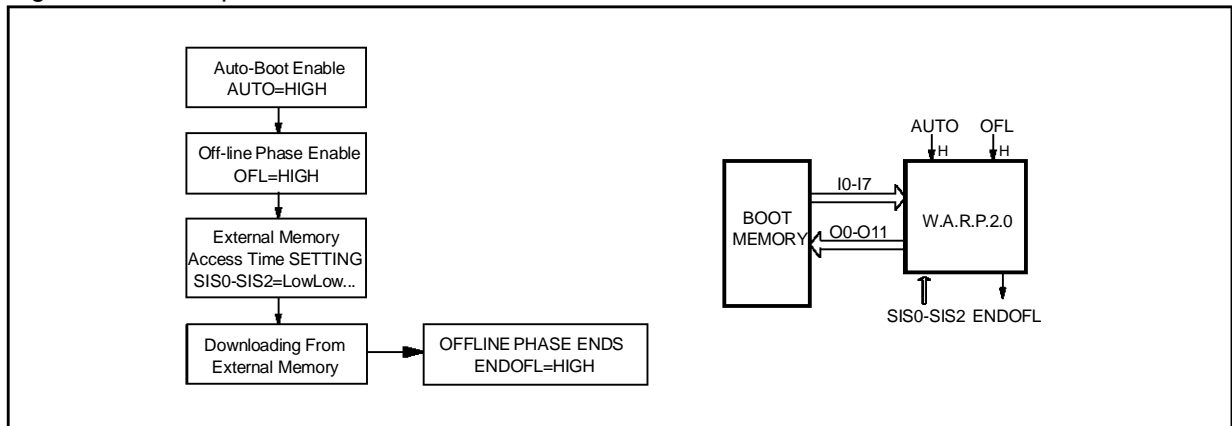 Auto-Boot Enable
AUTO=HIGH
Off-line Phase Enable
OFL=HIGH
External Memory
Access Time SETTING
SIS0-SIS2=LowLow...
Downloading From
External Memory
OFFLINE PHASE ENDS
ENDOFL=HIGH
AUTO OFL
H H
BOOT
MEMORY
I0-I7
O0-O11
W.A.R.P.2.0
SIS0-SIS2 ENDOFL